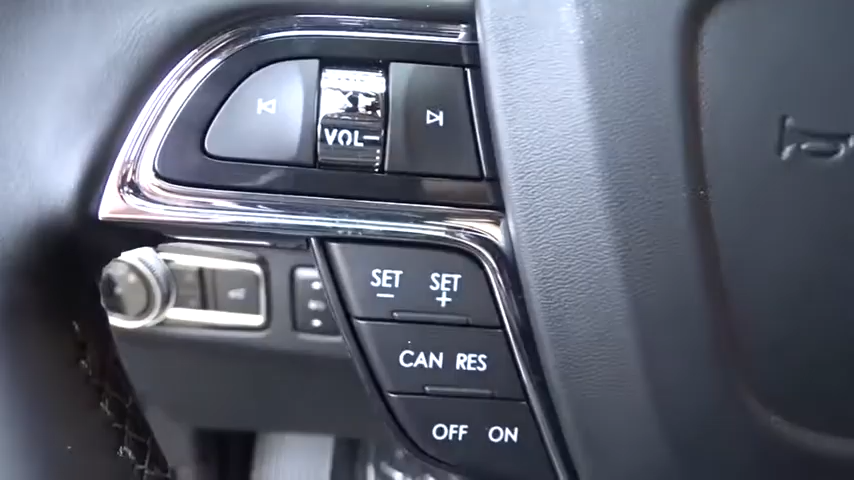 VOL−
SET SET
− +
CAN RES
OFF ON